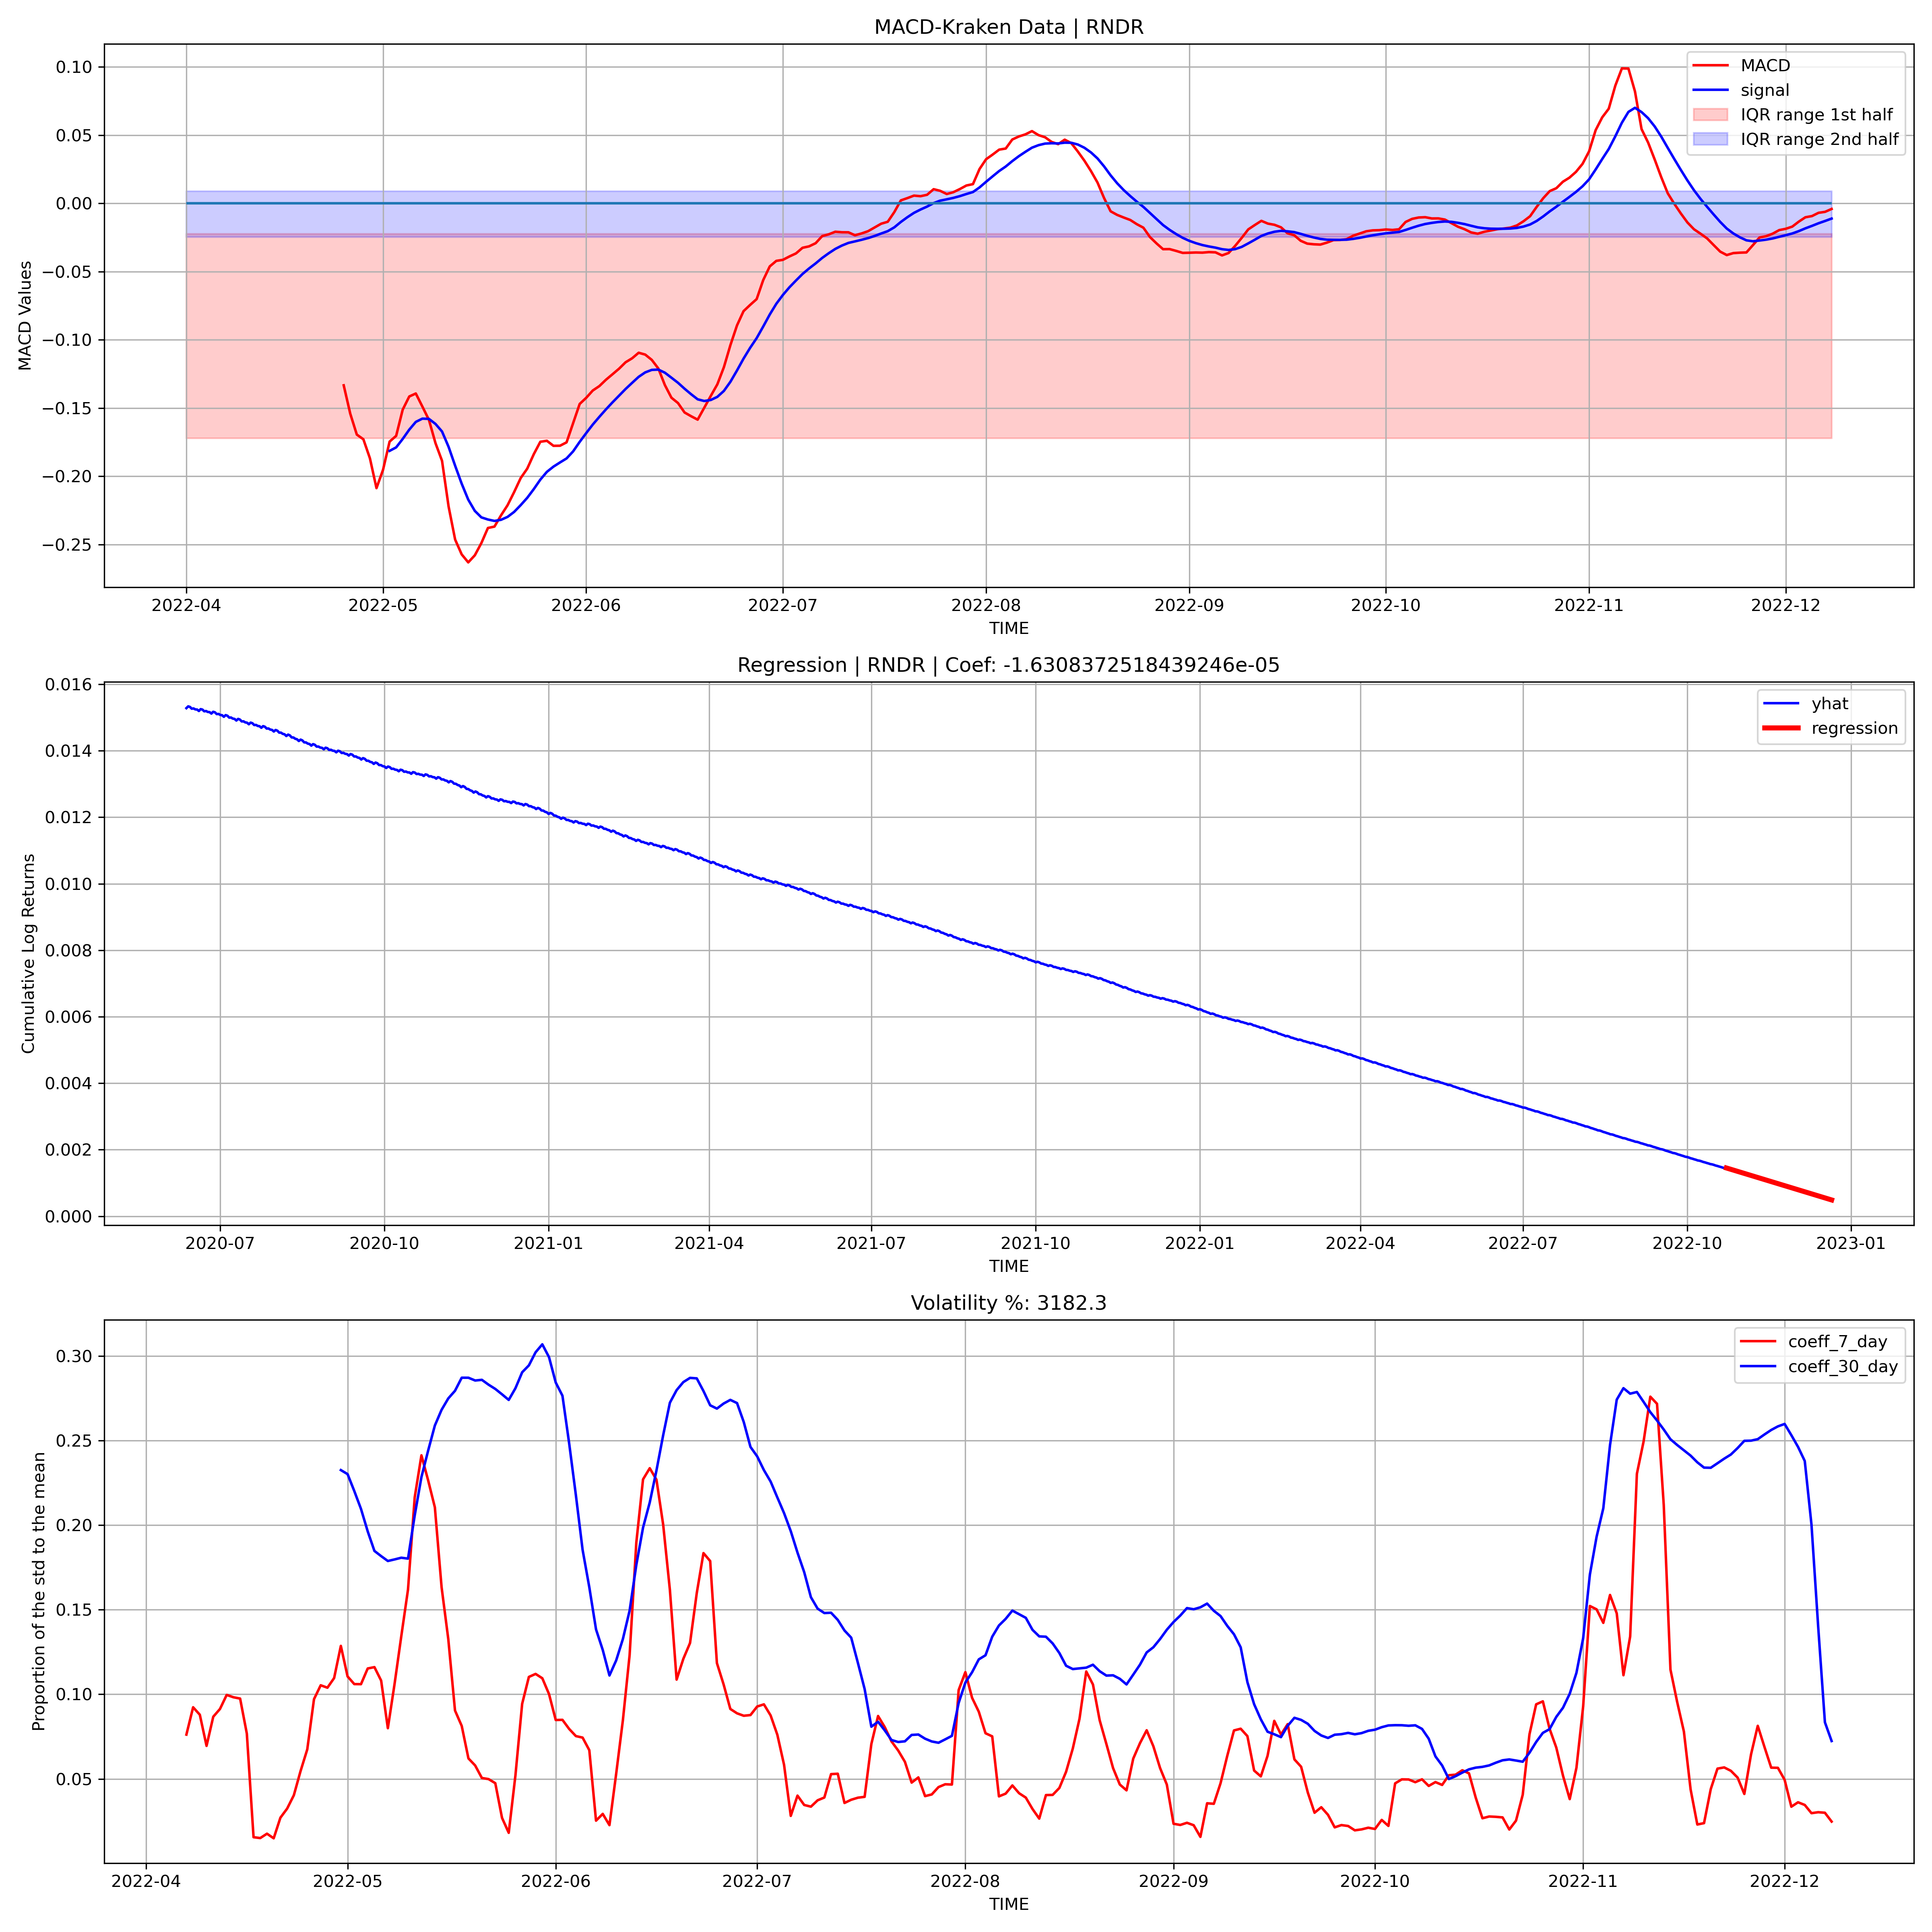 MACD-Kraken Data | RNDR
MACD Values
0.10
0.05
0.00
−0.05
−0.10
−0.15
−0.20
−0.25
MACD
signal
IQR range 1st half
IQR range 2nd half
2022-04 2022-05 2022-06 2022-07 2022-08 2022-09 2022-10 2022-11 2022-12
TIME
Regression | RNDR | Coef: -1.6308372518439246e-05
Cumulative Log Returns
0.016
0.014
0.012
0.010
0.008
0.006
0.004
0.002
0.000
yhat
regression
2020-07 2020-10 2021-01 2021-04 2021-07 2021-10 2022-01 2022-04 2022-07 2022-10 2023-01
TIME
Volatility %: 3182.3
Proportion of the std to the mean
0.30
0.25
0.20
0.15
0.10
0.05
coeff_7_day
coeff_30_day
2022-04 2022-05 2022-06 2022-07 2022-08 2022-09 2022-10 2022-11 2022-12
TIME